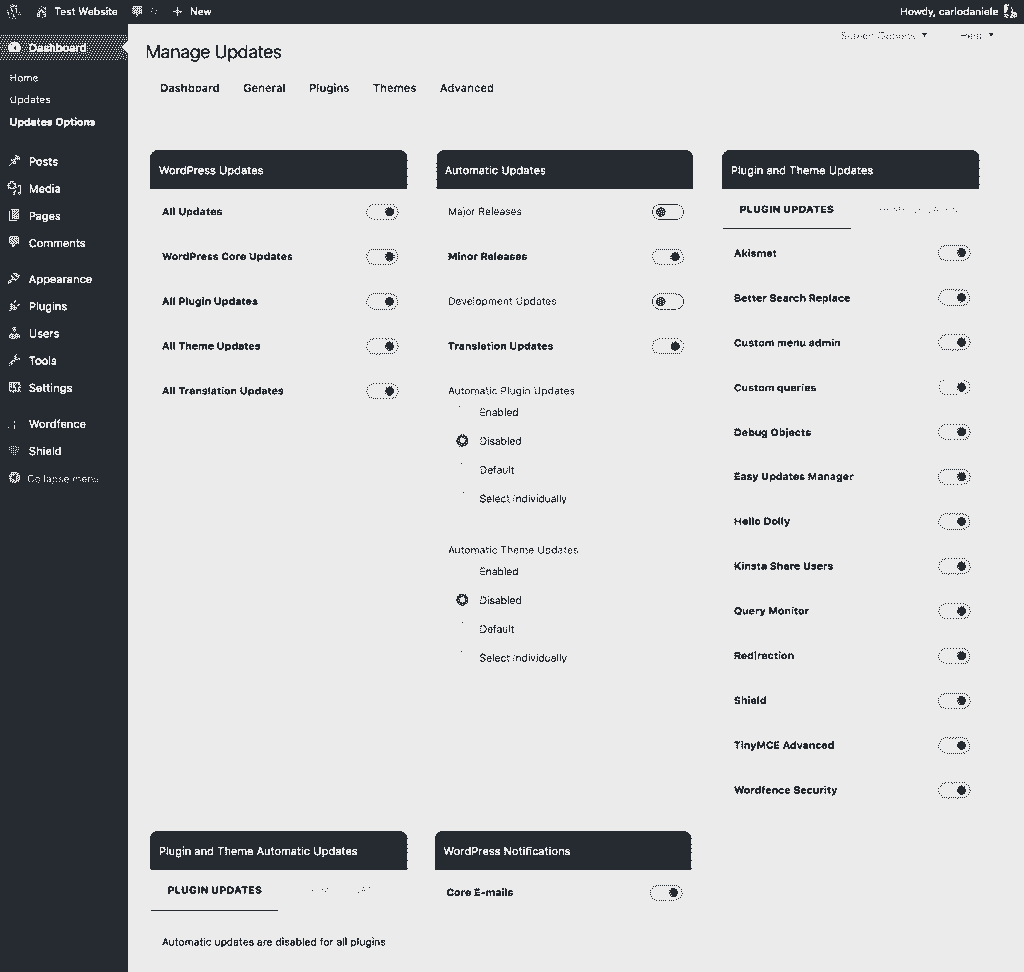 Test Website
New
Howdy, carlodaniele
Dashboard
Home
Updates
Updates Options
Posts
Media
Pages
Comments
Appearance
Plugins
Users
Tools
Settings
Wordfence
Shield
Collapse menu
Screen Options
Help
Manage Updates
Dashboard General Plugins Themes Advanced
WordPress Updates
All Updates
WordPress Core Updates
All Plugin Updates
All Theme Updates
All Translation Updates
Automatic Updates
Major Releases
Minor Releases
Development Updates
Translation Updates
Automatic Plugin Updates
Enabled
Disabled
Default
Select Individually
Automatic Theme Updates
Enabled
Disabled
Default
Select Individually
Plugin and Theme Updates
PLUGIN UPDATES
Akismet
Better Search Replace
Custom menu admin
Custom queries
Debug Objects
Easy Updates Manager
Hello Dolly
Kinsta Share Users
Query Monitor
Redirection
Shield
TinyMCE Advanced
Wordfence Security
Plugin and Theme Automatic Updates
PLUGIN UPDATES
Automatic updates are disabled for all plugins
WordPress Notifications
Core E-mails